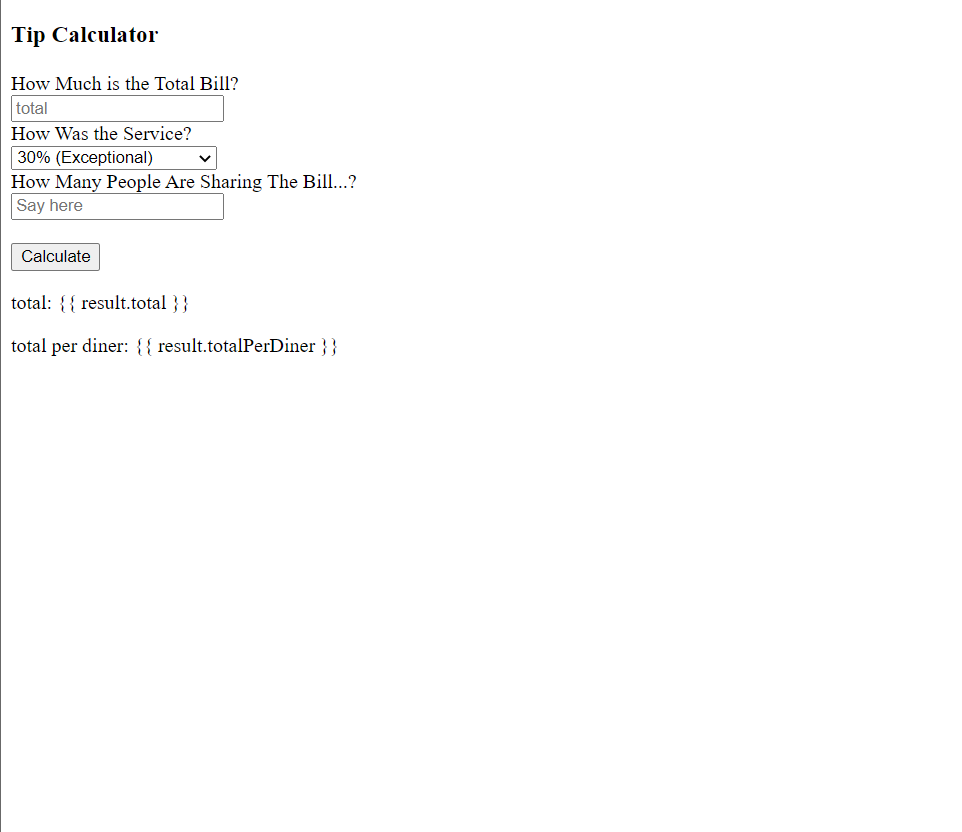 Tip Calculator
How Much is the Total Bill?
total
How Was the Service?
30% (Exceptional)
How Many People Are Sharing The Bill...?
Say here
Calculate
total: {{ result.total }}
total per diner: {{ result.totalPerDiner }}